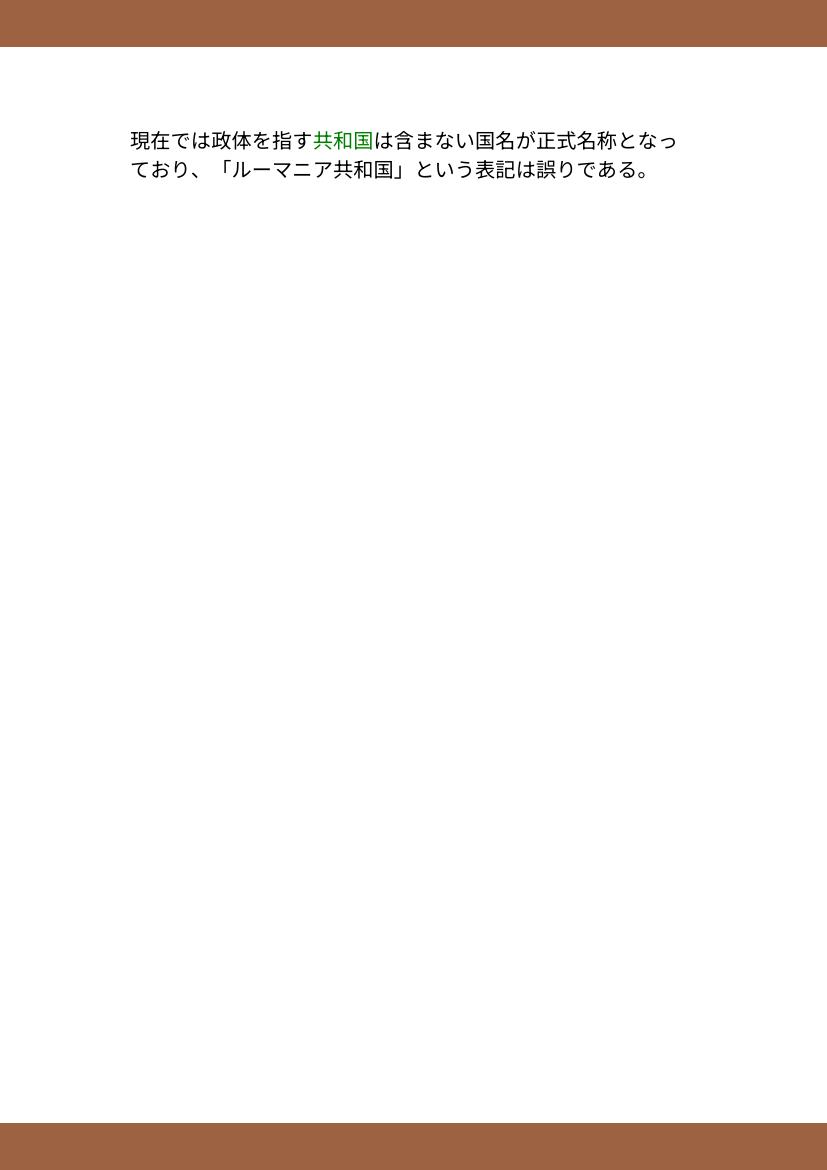 現在では政体を指す共和国は含まない国名が正式名称となっ
ており、「ルーマニア共和国」という表記は誤りである。